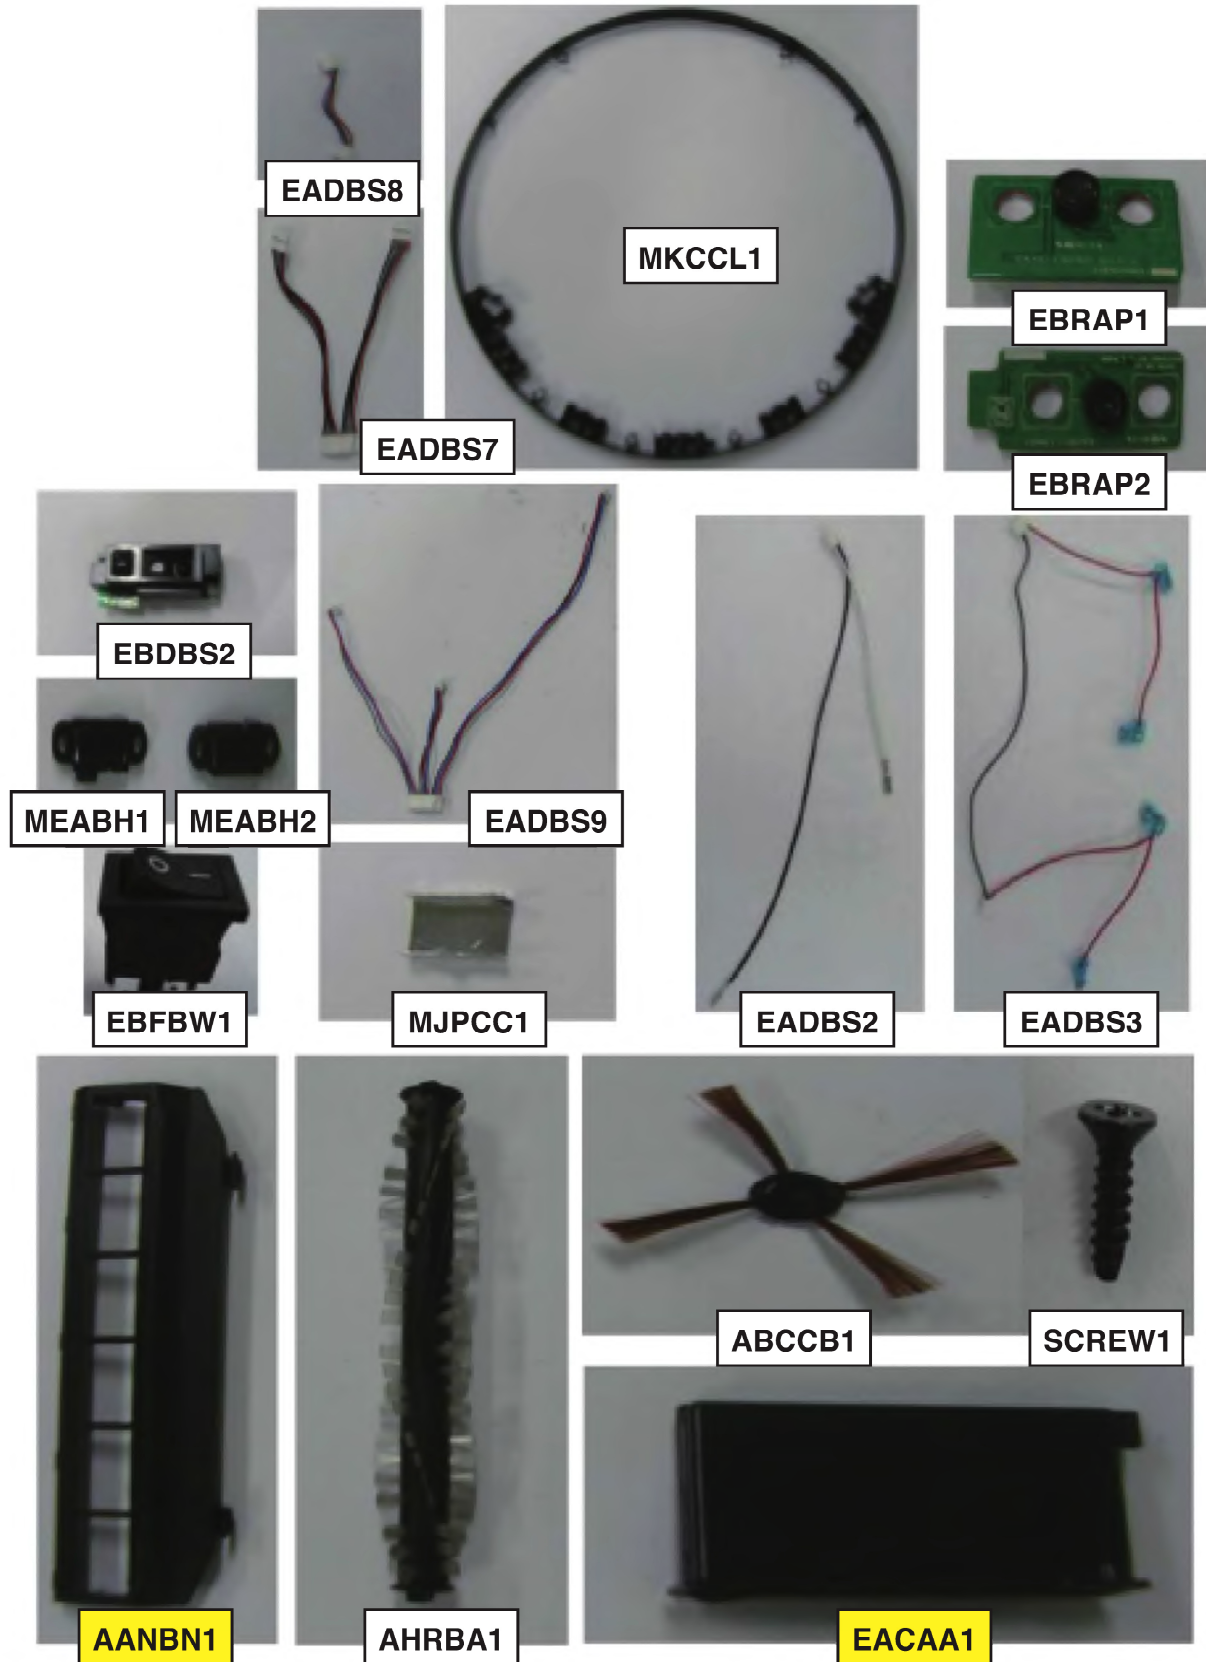 EADBS8
MKCCL1
EBRAP1
EADBS7
EBRAP2
EBDBS2
MEABH1
MEABH2
EADBS9
EBFBW1
MJPCC1
EADBS2
EADBS3
ABCCB1
SCREW1
AANBN1
AHRBA1
EACAA1